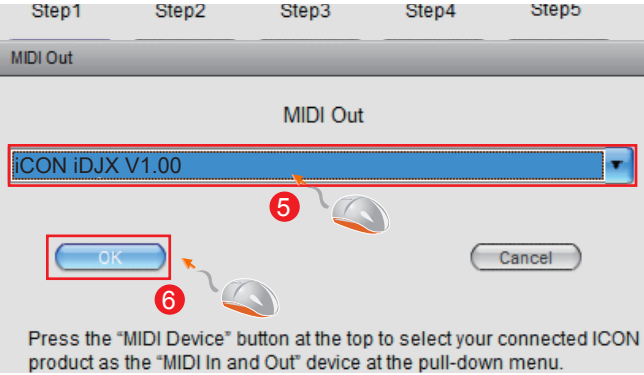 Step1 Step2 Step3 Step4 Step5
MIDI Out
MIDI Out
iCON iDJX V1.00
5
OK Cancel
6
Press the “MIDI Device” button at the top to select your connected ICON
product as the “MIDI In and Out” device at the pull-down menu.